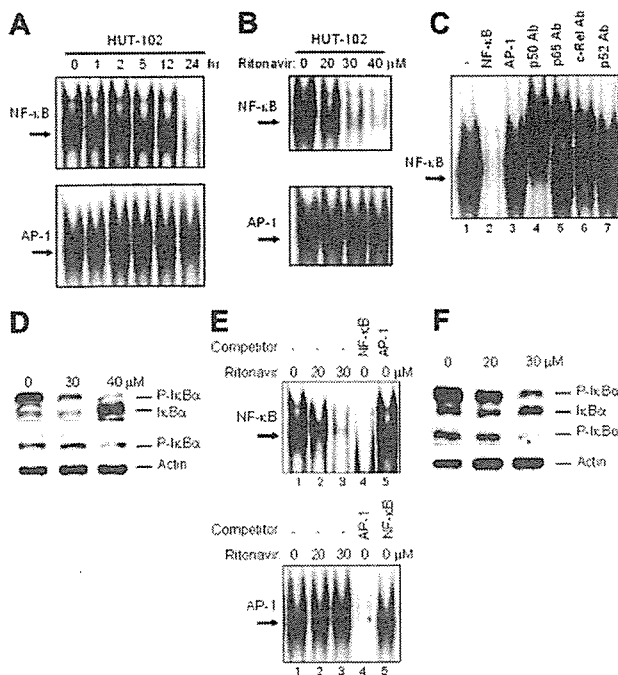 A
HUT-102
0 1 2 5 12 24 hr
NF-κB
AP-1
B
HUT-102
Ritonavir: 0 20 30 40 μM
NF-κB
AP-1
C
- NF-κB AP-1 p50 Ab p65 Ab c-Rel Ab p52 Ab
NF-κB
1 2 3 4 5 6 7
D
0 30 40 μM
P-IκBα
IκBα
P-IκBα
Actin
E
Competitor - - - NF-κB AP-1
Ritonavir: 0 20 30 0 0 μM
NF-κB
1 2 3 4 5
Competitor - - - AP-1 NF-κB
Ritonavir: 0 20 30 0 0 μM
AP-1
1 2 3 4 5
F
0 20 30 μM
P-IκBα
IκBα
P-IκBα
Actin